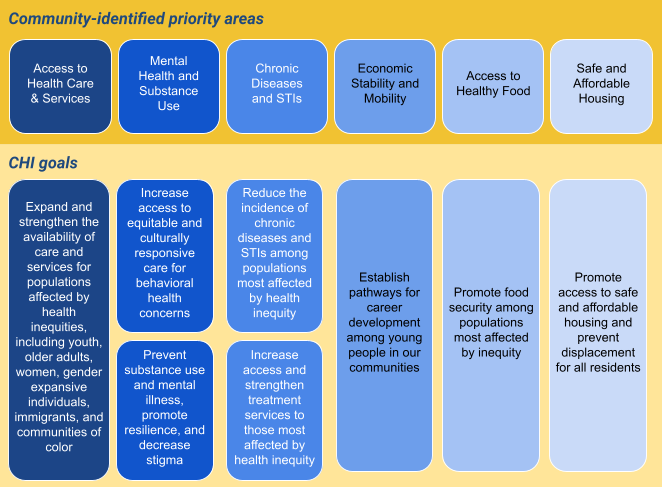 Community-identified priority areas
Access to
Health Care
& Services
Mental
Health and
Substance
Use
Chronic
Diseases
and STIs
Economic
Stability and
Mobility
Access to
Healthy Food
Safe and
Affordable
Housing
CHI goals
Expand and
strengthen the
availability of
care and
services for
populations
affected by
health
inequities,
including youth,
older adults,
women, gender
expansive
individuals,
immigrants, and
communities of
color
Increase
access to
equitable and
culturally
responsive
care for
behavioral
health
concerns
Prevent
substance use
and mental
illness,
promote
resilience, and
decrease
stigma
Reduce the
incidence of
chronic
diseases and
STIs among
populations
most affected
by health
inequity
Increase
access and
strengthen
treatment
services to
those most
affected by
health inequity
Establish
pathways for
career
development
among young
people in our
communities
Promote food
security among
populations
most affected
by inequity
Promote
access to safe
and affordable
housing and
prevent
displacement
for all residents